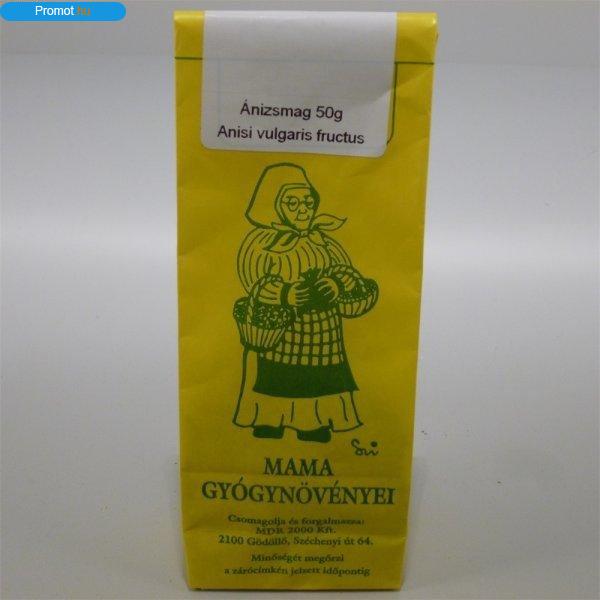 Promot.hu
Ánizsmag 50g
Anisi vulgaris fructus
MAMA
GYÓGYNÖVÉNYEI
Csomagolja és forgalmazza:
MDR 2000 Kft.
2100 Gödöllő, Széchenyi út 64.
Minőségét megőrzi
a zárócímkén jelzett időpontig